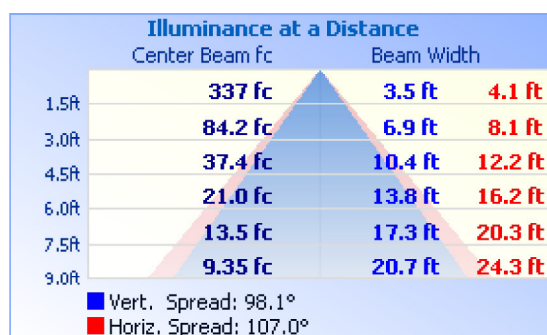 Illuminance at a Distance
Center Beam fc Beam Width
1.5ft 337 fc 3.5 ft 4.1 ft
3.0ft 84.2 fc 6.9 ft 8.1 ft
4.5ft 37.4 fc 10.4 ft 12.2 ft
6.0ft 21.0 fc 13.8 ft 16.2 ft
7.5ft 13.5 fc 17.3 ft 20.3 ft
9.0ft 9.35 fc 20.7 ft 24.3 ft
Vert. Spread: 98.1°
Horiz. Spread: 107.0°